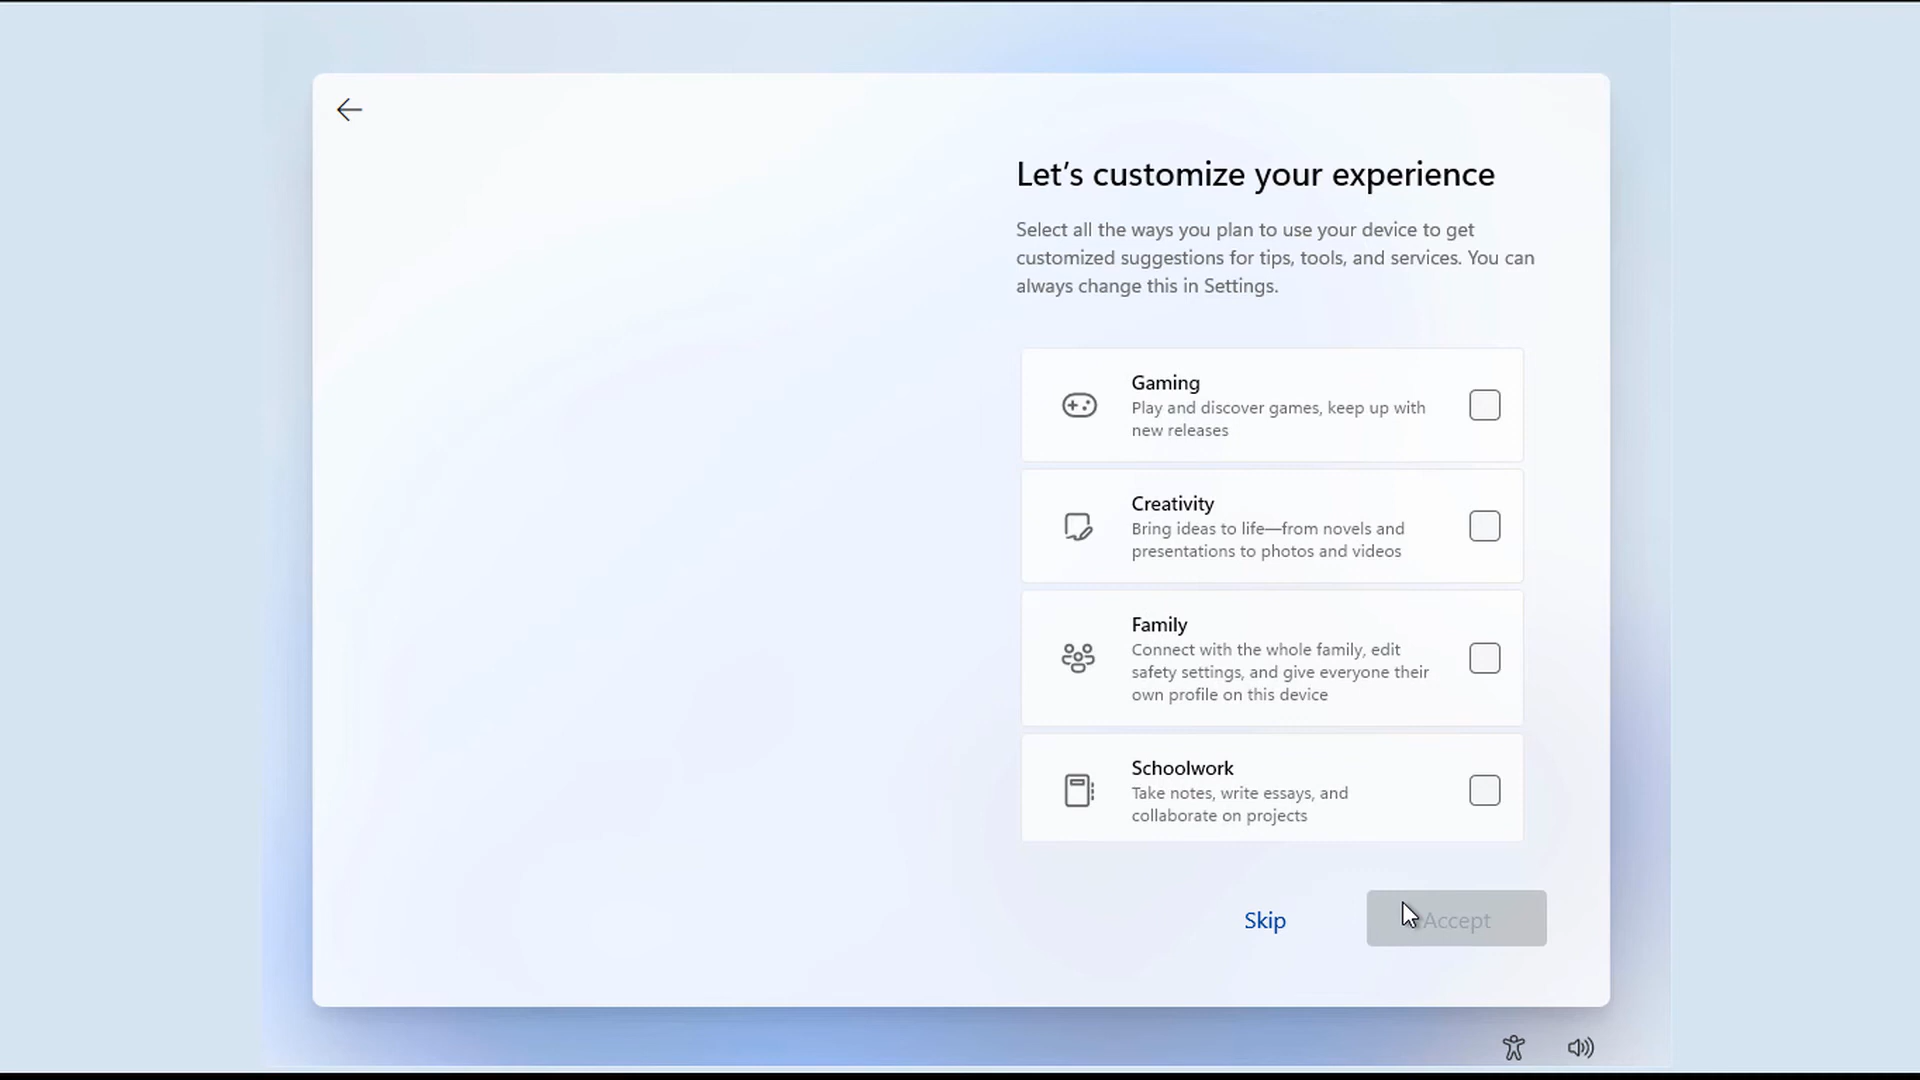 Let’s customize your experience
Select all the ways you plan to use your device to get
customized suggestions for tips, tools, and services. You can
always change this in Settings.
Gaming
Play and discover games, keep up with
new releases
Creativity
Bring ideas to life—from novels and
presentations to photos and videos
Family
Connect with the whole family, edit
safety settings, and give everyone their
own profile on this device
Schoolwork
Take notes, write essays, and
collaborate on projects
Skip
Accept